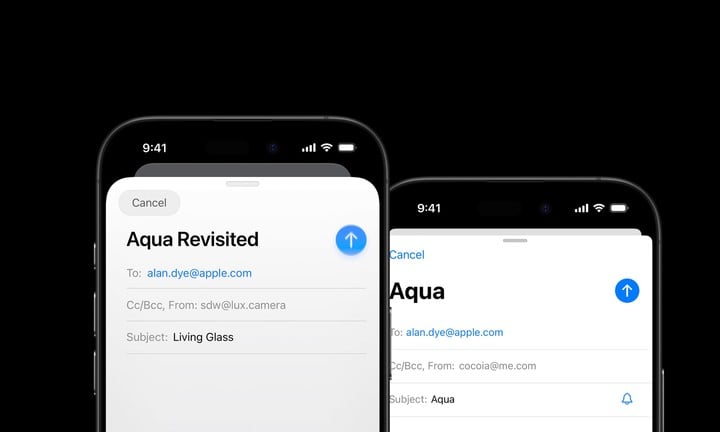 9:41
Cancel
Aqua Revisited
To: alan.dye@apple.com
Cc/Bcc, From: sdw@lux.camera
Subject: Living Glass
9:41
Cancel
Aqua
To: alan.dye@apple.com
Cc/Bcc, From: cocoia@me.com
Subject: Aqua